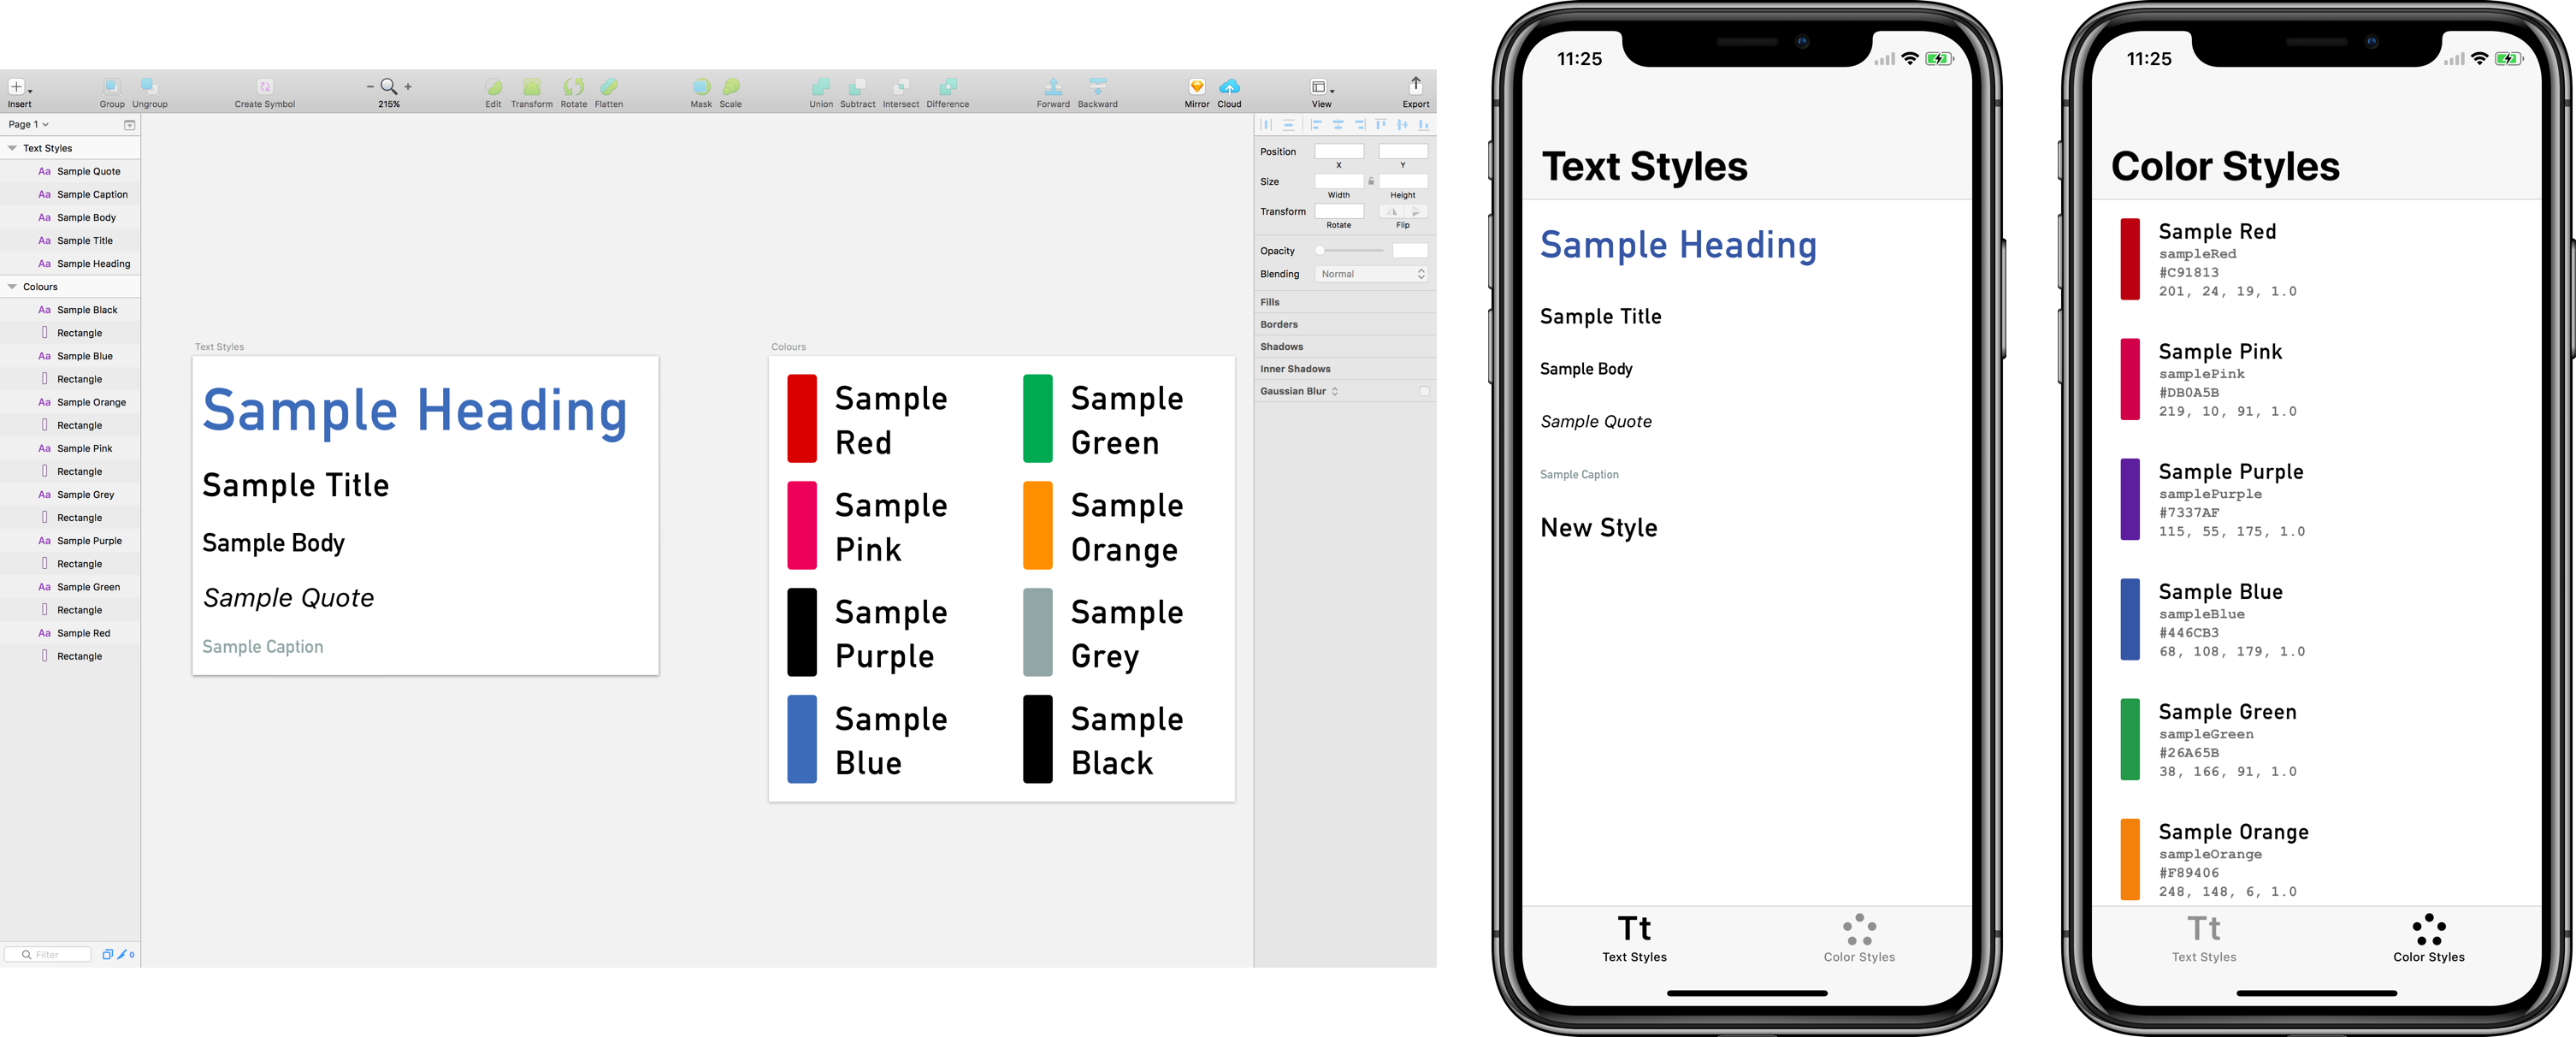 Insert
Group
Ungroup
Create Symbol
215%
Edit
Transform
Rotate
Flatten
Mask
Scale
Union
Subtract
Intersect
Difference
Forward
Backward
Mirror
Cloud
View
Export
Page 1
Text Styles
Aa Sample Quote
Aa Sample Caption
Aa Sample Body
Aa Sample Title
Aa Sample Heading
Colours
Aa Sample Black
Rectangle
Aa Sample Blue
Rectangle
Aa Sample Orange
Rectangle
Aa Sample Pink
Rectangle
Aa Sample Grey
Rectangle
Aa Sample Purple
Rectangle
Aa Sample Green
Rectangle
Aa Sample Red
Rectangle
Filter
0
Text Styles
Sample Heading
Sample Title
Sample Body
Sample Quote
Sample Caption
Colours
Sample
Red
Sample
Green
Sample
Pink
Sample
Orange
Sample
Purple
Sample
Grey
Sample
Blue
Sample
Black
Position
X
Y
Size
Width
Height
Transform
Rotate
Flip
Opacity
Blending
Normal
Fills
Borders
Shadows
Inner Shadows
Gaussian Blur
11:25
Text Styles
Sample Heading
Sample Title
Sample Body
Sample Quote
Sample Caption
New Style
Tt
Text Styles
Color Styles
11:25
Color Styles
Sample Red
sampleRed
#C91813
201, 24, 19, 1.0
Sample Pink
samplePink
#DB0A5B
219, 10, 91, 1.0
Sample Purple
samplePurple
#7337AF
115, 55, 175, 1.0
Sample Blue
sampleBlue
#446CB3
68, 108, 179, 1.0
Sample Green
sampleGreen
#26A65B
38, 166, 91, 1.0
Sample Orange
sampleOrange
#F89406
248, 148, 6, 1.0
Tt
Text Styles
Color Styles